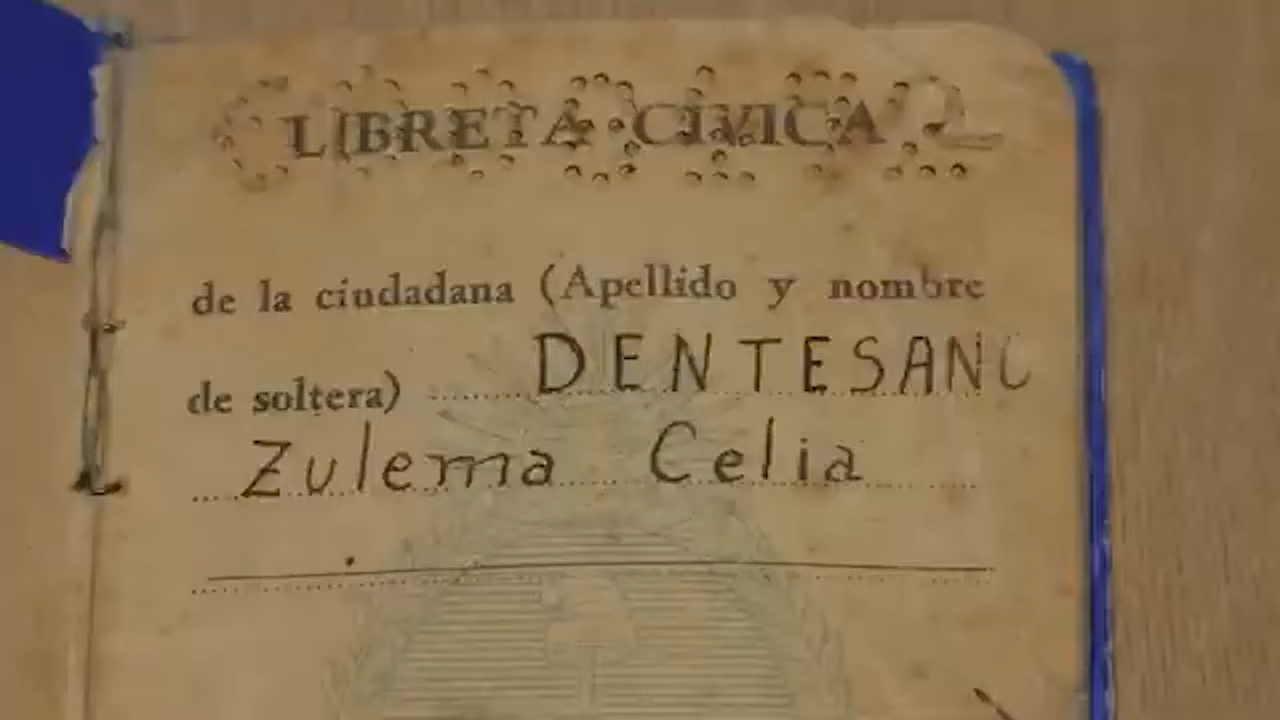 LIBRETA CIVICA
de la ciudadana (Apellido y nombre
de soltera) DENTESANO
Zulema Celia